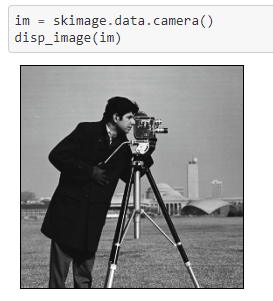 im = skimage.data.camera()
disp_image(im)